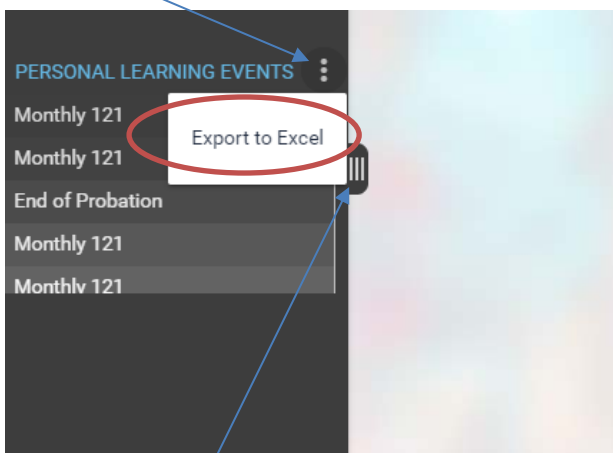 PERSONAL LEARNING EVENTS
Monthly 121
Export to Excel
Monthly 121
End of Probation
Monthly 121
Monthly 121